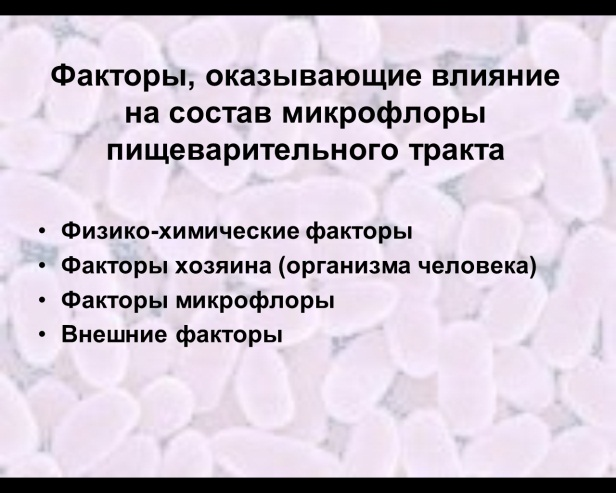 Факторы, оказывающие влияние
на состав микрофлоры
пищеварительного тракта
• Физико-химические факторы
• Факторы хозяина (организма человека)
• Факторы микрофлоры
• Внешние факторы